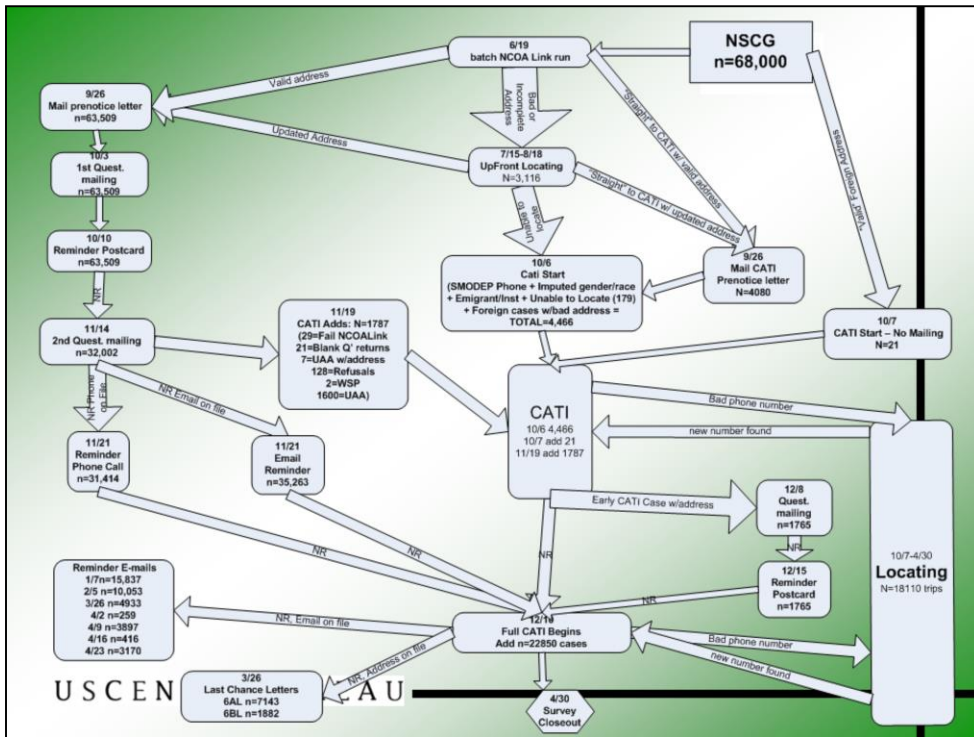 NSCG
n=68,000
6/19
batch NCOA Link run
Valid address
Bad or
Incomplete
Address
"Straight" to CATI w/ valid address
"Valid Foreign Address"
9/26
Mail prenotice letter
n=63,509
Updated Address
7/15-8/18
UpFront Locating
N=3,116
"Straight" to CATI w/ updated address
Unable to
locate
10/3
1st Quest.
mailing
n=63,509
10/10
Reminder Postcard
n=63,509
NR
9/26
Mail CATI
Prenotice letter
N=4080
10/6
Cati Start
(SMODEP Phone + Imputed gender/race
+ Emigrant/Inst + Unable to Locate (179)
+ Foreign cases w/bad address =
TOTAL=4,466
10/7
CATI Start – No Mailing
N=21
11/14
2nd Quest. mailing
n=32,002
11/19
CATI Adds: N=1787
(29=Fail NCOALink
21=Blank Q' returns
7=UAA w/address
128=Refusals
2=WSP
1600=UAA)
NR Phone
on File
NR Email on file
CATI
10/6 4,466
10/7 add 21
11/19 add 1787
Bad phone number
new number found
11/21
Reminder
Phone Call
n=31,414
11/21
Email
Reminder
n=35,263
Early CATI Case w/address
12/8
Quest.
mailing
n=1765
NR
12/15
Reminder
Postcard
n=1765
NR
NR
NR
NR
10/7-4/30
Locating
N=18110 trips
Reminder E-mails
1/7n=15,837
2/5 n=10,053
3/26 n=4933
4/2 n=259
4/9 n=3897
4/16 n=416
4/23 n=3170
NR, Email on file
Full CATI Begins
Add n=22850 cases
Bad phone number
new number found
NR, Address on file
3/26
Last Chance Letters
6AL n=7143
6BL n=1882
4/30
Survey
Closeout
USCEN AU